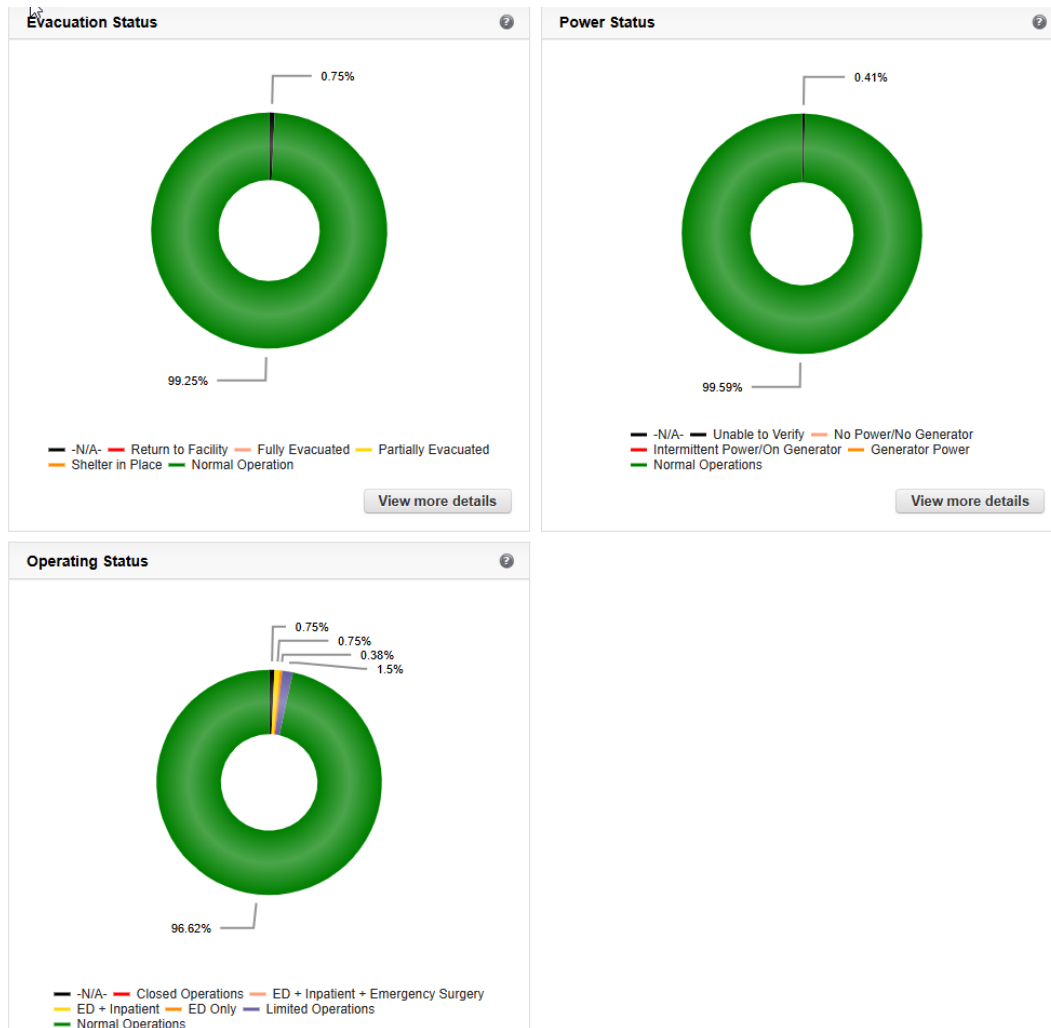 Evacuation Status
0.75%
99.25%
-N/A- Return to Facility Fully Evacuated Partially Evacuated
Shelter in Place Normal Operation
View more details
Power Status
0.41%
99.59%
-N/A- Unable to Verify No Power/No Generator
Intermittent Power/On Generator Generator Power
Normal Operations
View more details
Operating Status
0.75%
0.75%
0.38%
1.5%
96.62%
-N/A- Closed Operations ED + Inpatient + Emergency Surgery
ED + Inpatient ED Only Limited Operations
Normal Operations